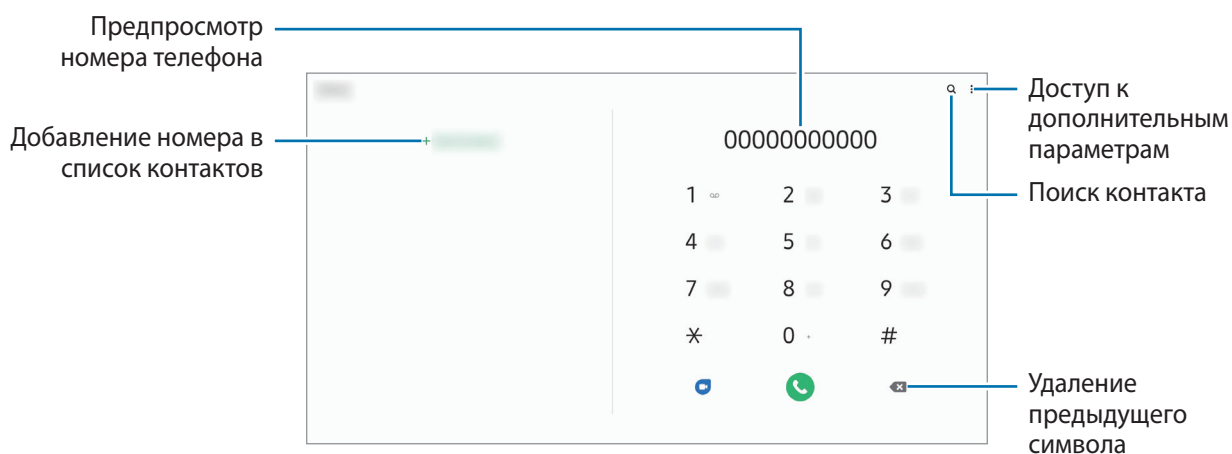 Предпросмотр
номера телефона
Добавление номера в
список контактов
Доступ к
дополнительным
параметрам
Поиск контакта
00000000000
1 2 3
4 5 6
7 8 9
* 0 + #
Удаление
предыдущего
символа